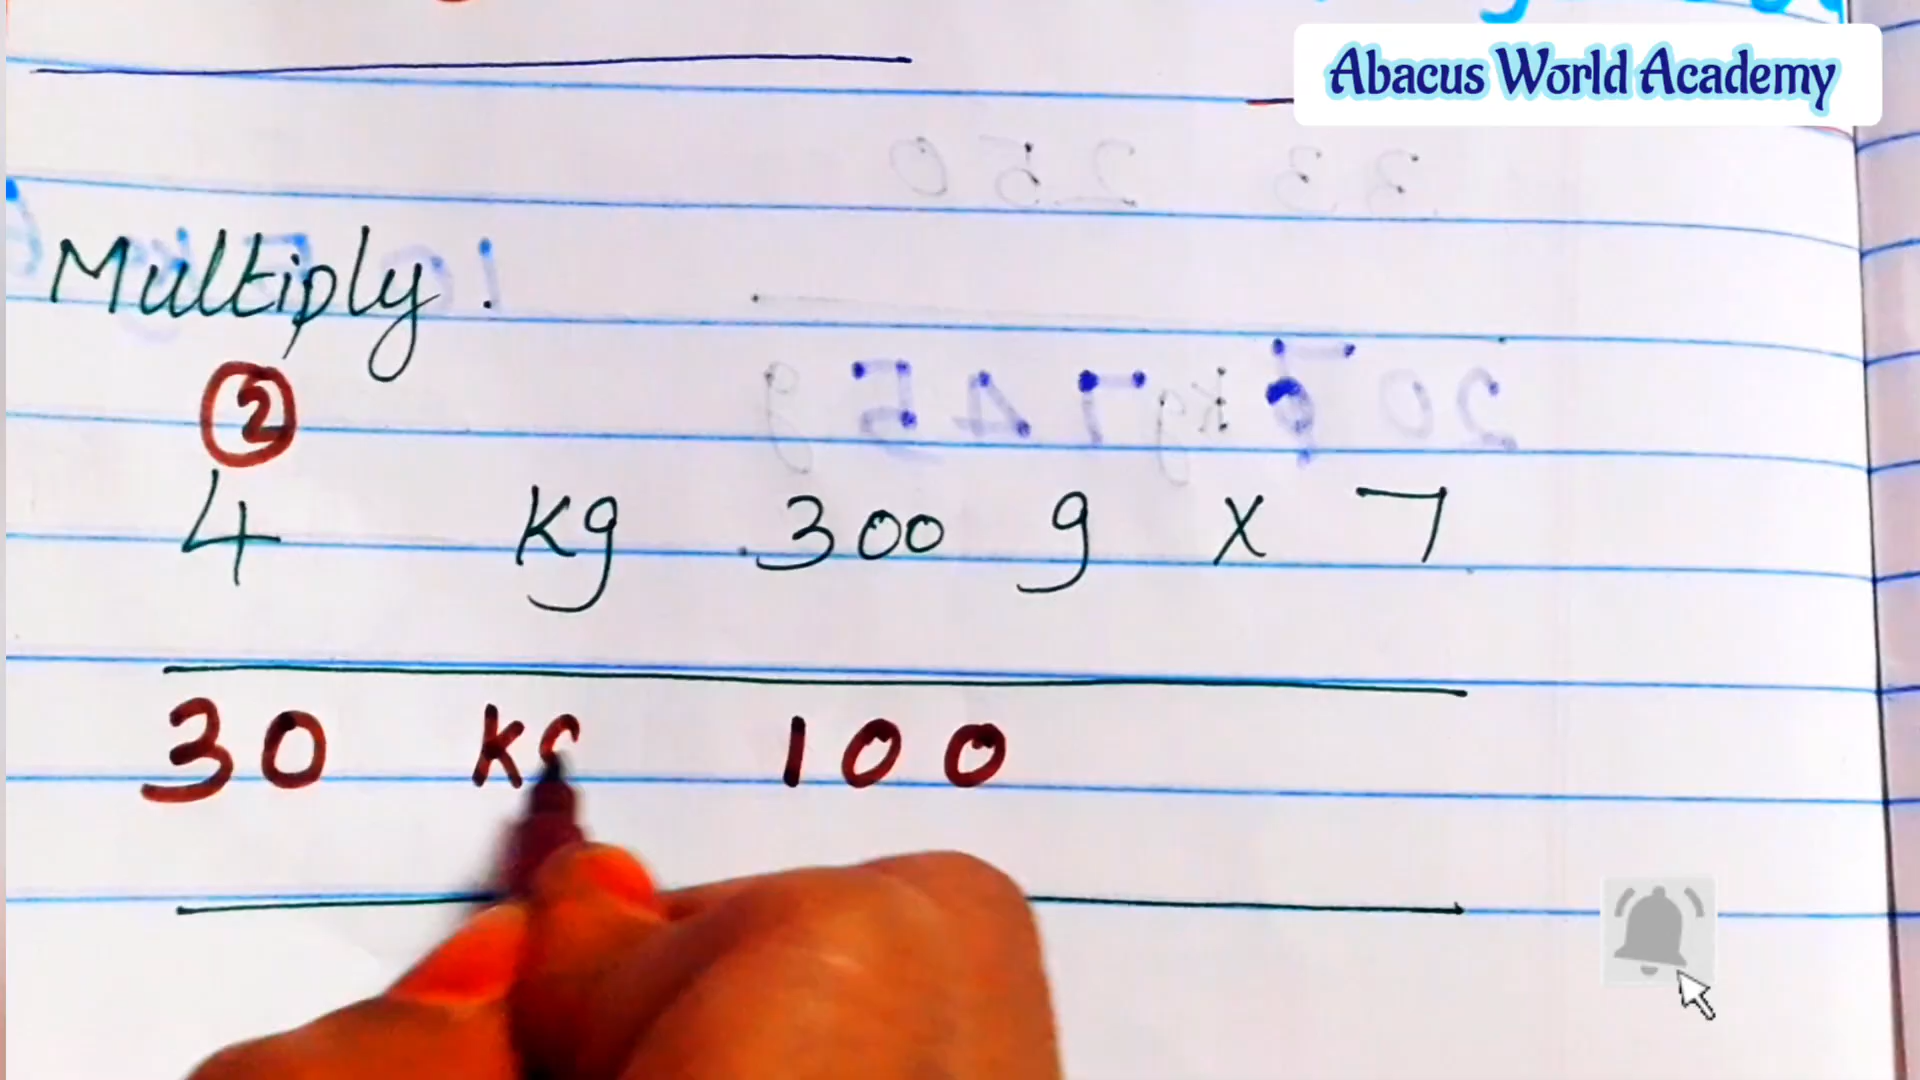 Abacus World Academy
Multiply :
2
4 kg 300 g x 7
30 kg 100